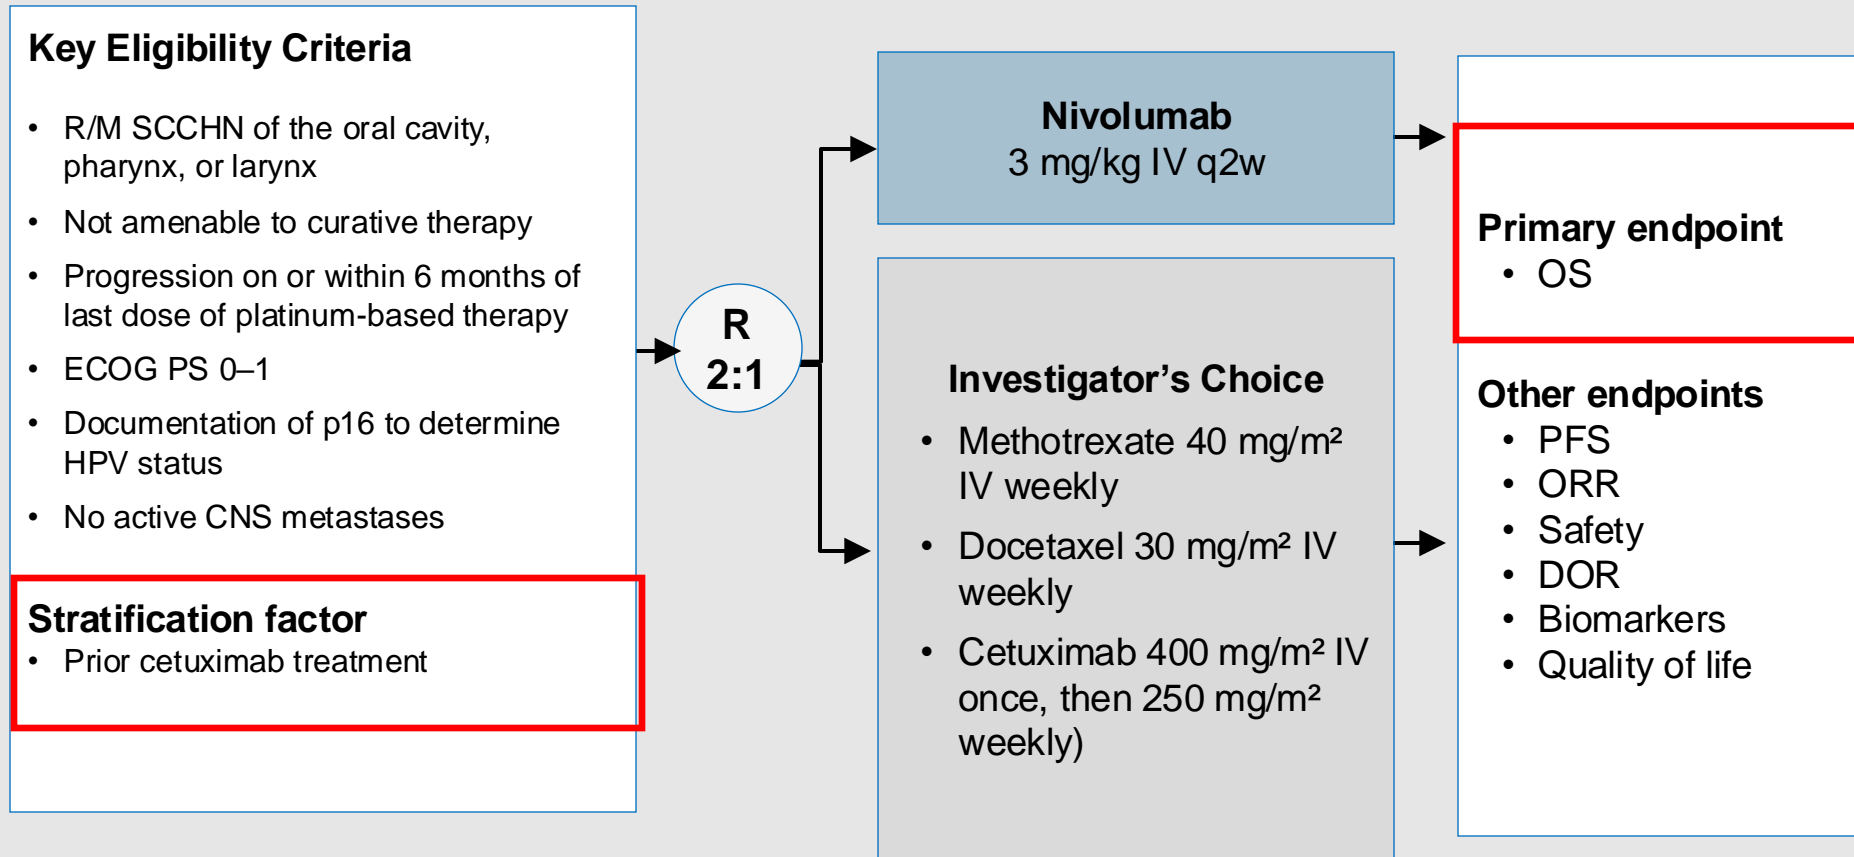 Key Eligibility Criteria
• R/M SCCHN of the oral cavity,
pharynx, or larynx
• Not amenable to curative therapy
• Progression on or within 6 months of
last dose of platinum-based therapy
• ECOG PS 0–1
• Documentation of p16 to determine
HPV status
• No active CNS metastases
Stratification factor
• Prior cetuximab treatment
R
2:1
Nivolumab
3 mg/kg IV q2w
Investigator’s Choice
• Methotrexate 40 mg/m²
IV weekly
• Docetaxel 30 mg/m² IV
weekly
• Cetuximab 400 mg/m² IV
once, then 250 mg/m²
weekly)
Primary endpoint
• OS
Other endpoints
• PFS
• ORR
• Safety
• DOR
• Biomarkers
• Quality of life